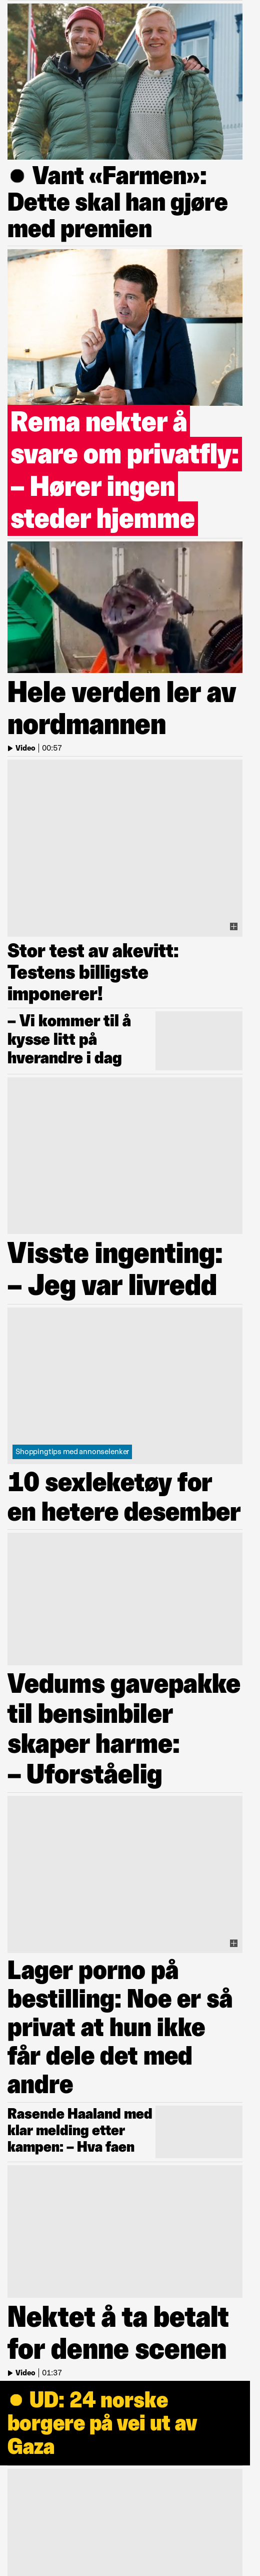 ● Vant «Farmen»:
Dette skal han gjøre
med premien
Rema nekter å
svare om privatfly:
– Hører ingen
steder hjemme
Hele verden ler av
nordmannen
Video | 00:57
Stor test av akevitt:
Testens billigste
imponerer!
– Vi kommer til å
kysse litt på
hverandre i dag
Visste ingenting:
– Jeg var livredd
Shoppingtips med annonselenker
10 sexleketøy for
en hetere desember
Vedums gavepakke
til bensinbiler
skaper harme:
– Uforståelig
Lager porno på
bestilling: Noe er så
privat at hun ikke
får dele det med
andre
Rasende Haaland med
klar melding etter
kampen: – Hva faen
Nektet å ta betalt
for denne scenen
Video | 01:37
● UD: 24 norske
borgere på vei ut av
Gaza